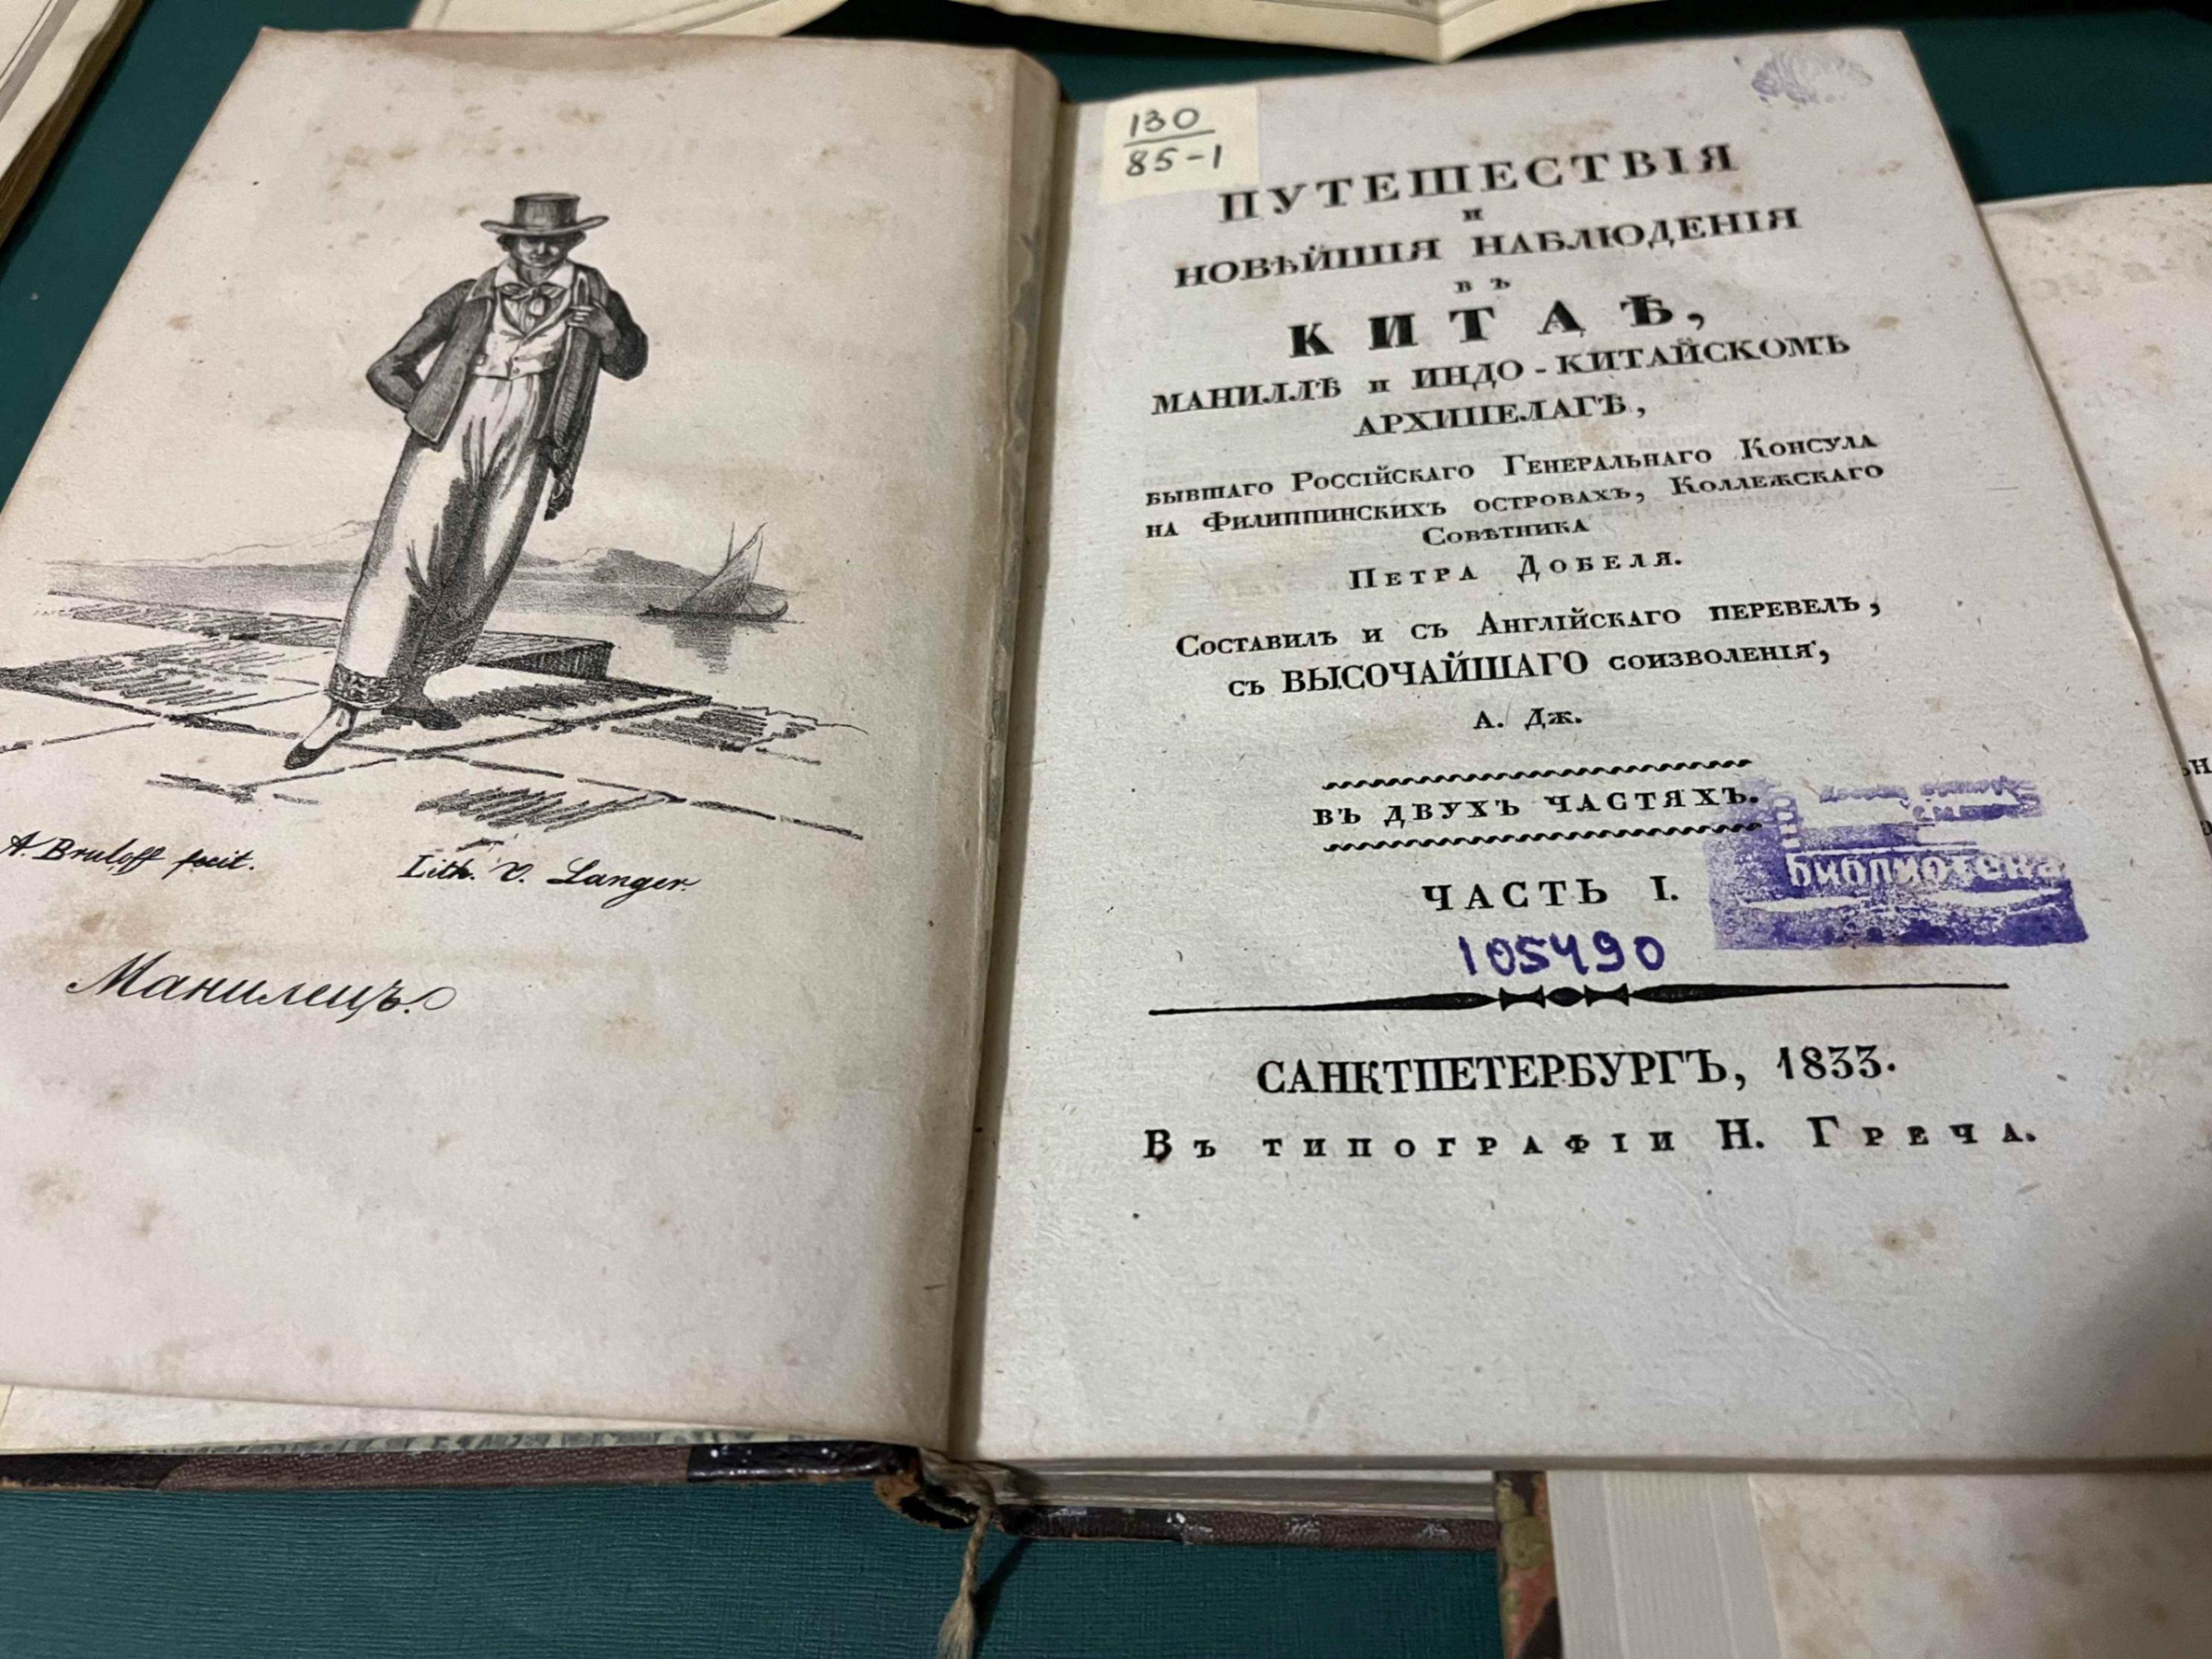 A. Bruloff fecit.
Lith. V. Langer.
Манилецъ.
130
85-1
ПУТЕШЕСТВІЯ
и
НОВѢЙШІЯ НАБЛЮДЕНІЯ
въ
КИТАѢ,
МАНИЛЛѢ и ИНДО-КИТАЙСКОМЪ
АРХИПЕЛАГѢ,
бывшаго Россійскаго Генеральнаго Консула
на Филиппинскихъ островахъ, Коллежскаго
Совѣтника
Петра Добеля.
Составилъ и съ Англійскаго перевелъ,
съ ВЫСОЧАЙШАГО соизволенія,
А. Дж.
ВЪ ДВУХЪ ЧАСТЯХЪ.
ЧАСТЬ I.
библиотека
105490
САНКТПЕТЕРБУРГЪ, 1833.
Въ типографіи Н. Греча.